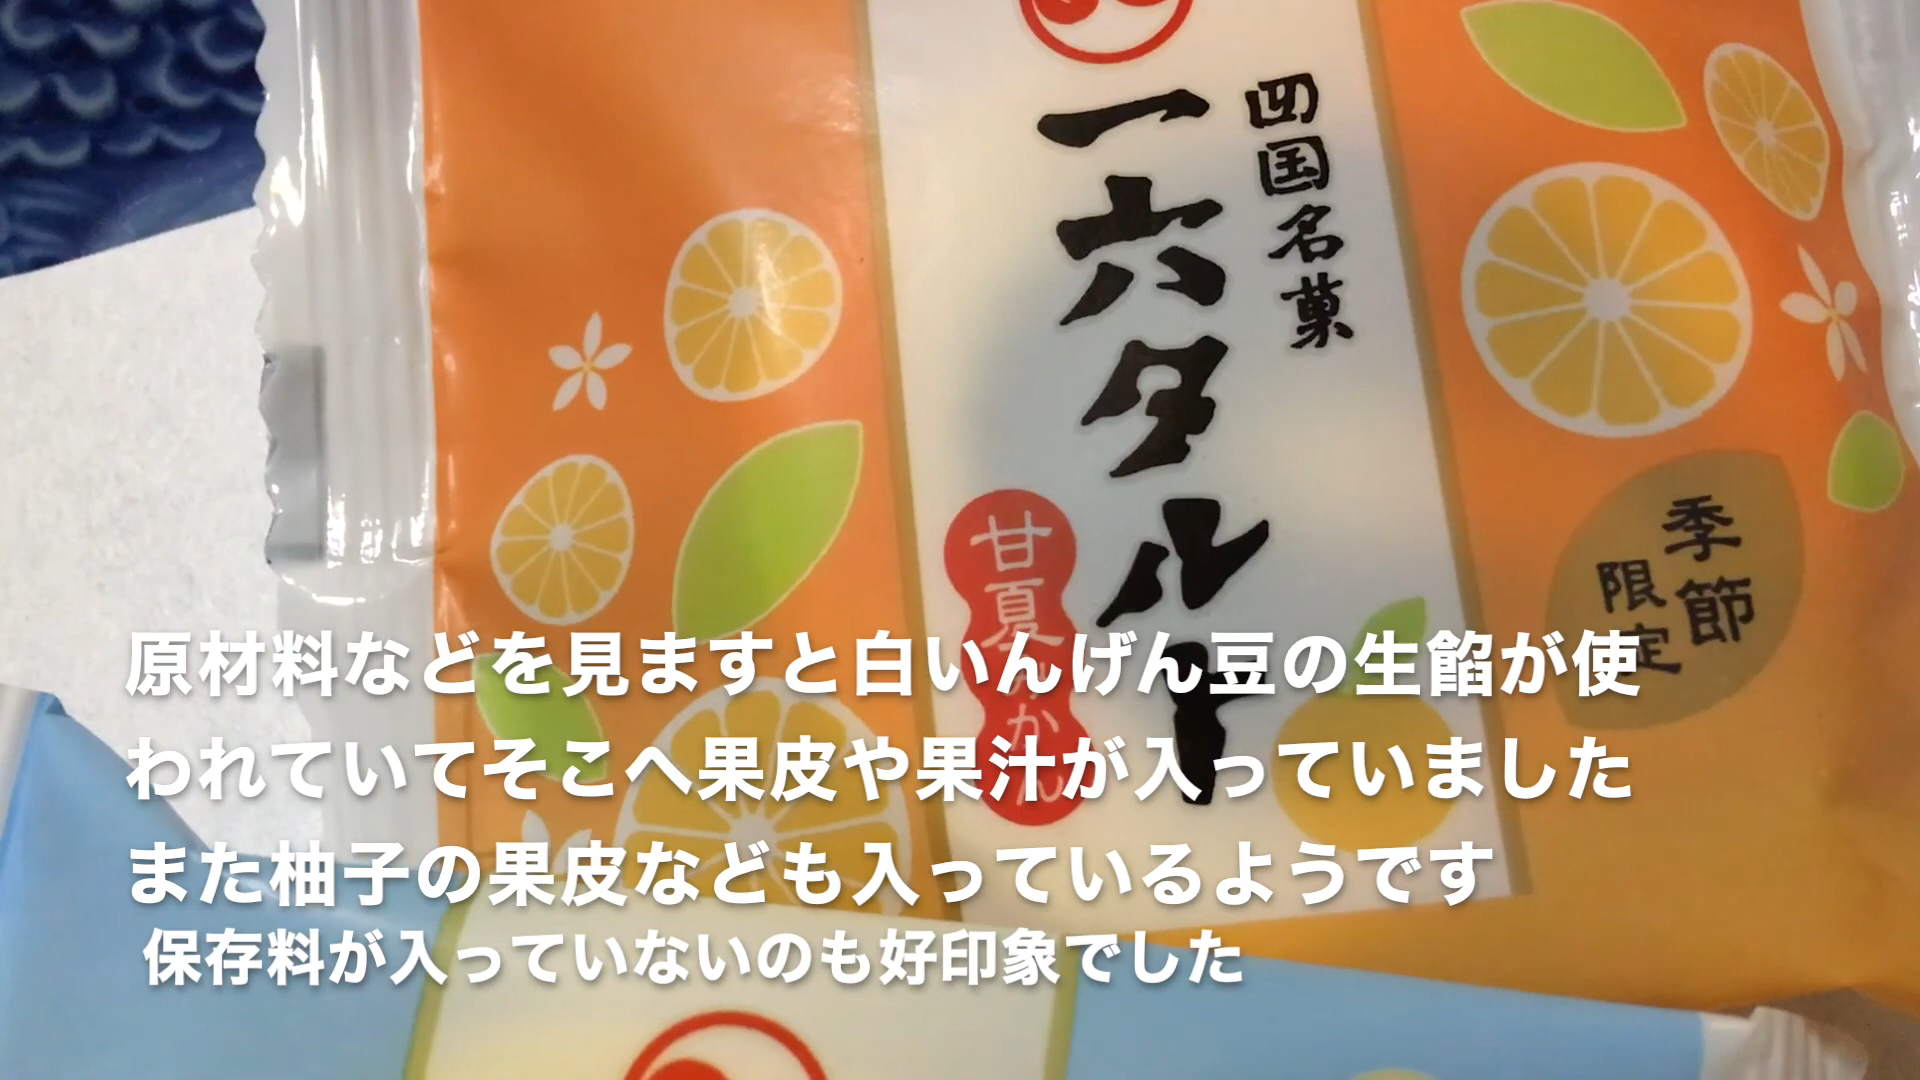 四国名菓
一六タルト
甘夏みかん
季節
限定
原材料などを見ますと白いんげん豆の生餡が使
われていてそこへ果皮や果汁が入っていました
また柚子の果皮なども入っているようです
保存料が入っていないのも好印象でした